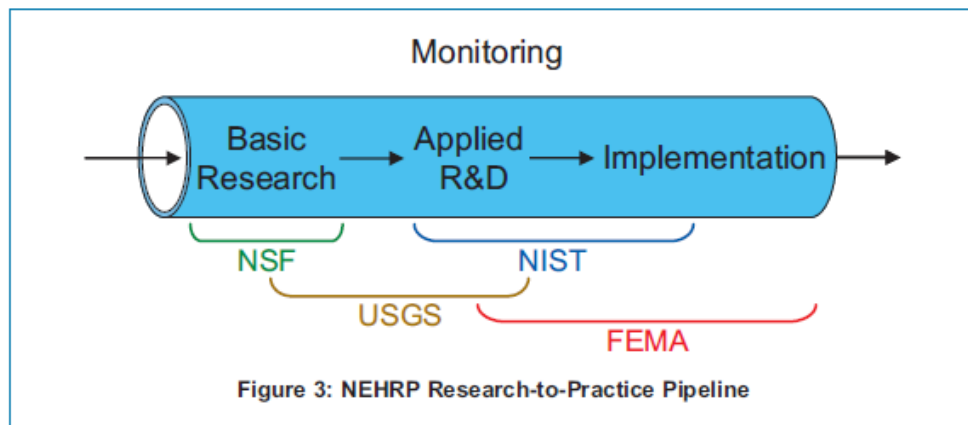 Monitoring
Basic
Research
Applied
R&D
Implementation
NSF
NIST
USGS
FEMA
Figure 3: NEHRP Research-to-Practice Pipeline